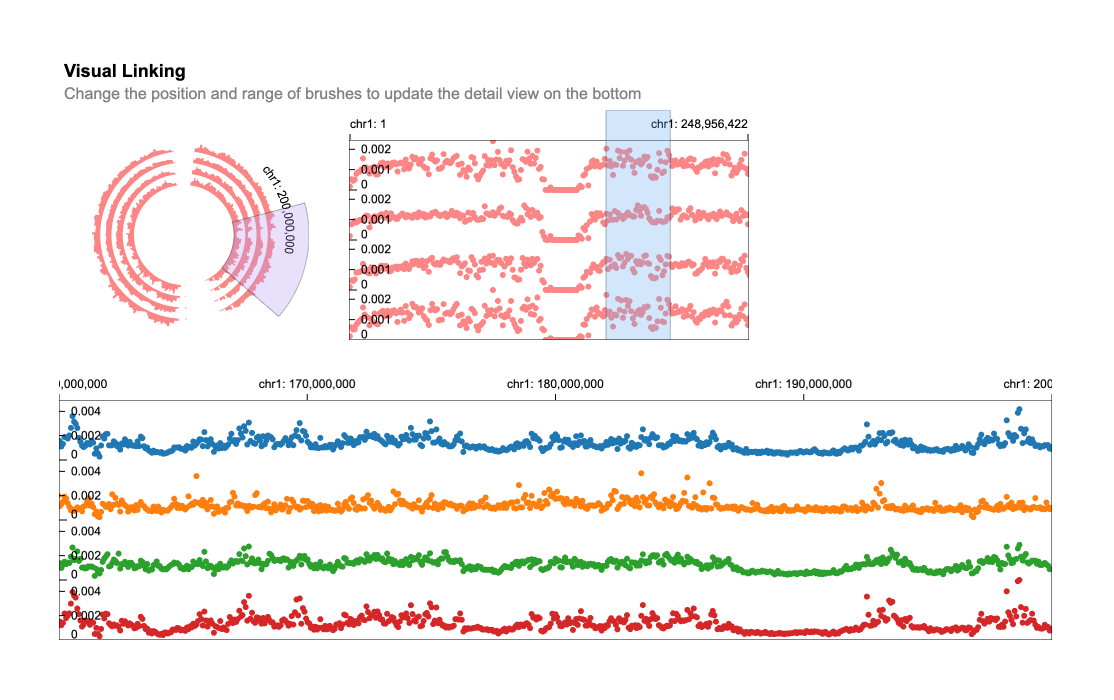 Visual Linking
Change the position and range of brushes to update the detail view on the bottom
chr1: 1
chr1: 248,956,422
chr1: 200,000,000
0.002
0.001
0
0.002
0.001
0
0.002
0.001
0
0.002
0.001
0
,000,000
chr1: 170,000,000
chr1: 180,000,000
chr1: 190,000,000
chr1: 200
0.004
0.002
0
0.004
0.002
0
0.004
0.002
0
0.004
0.002
0